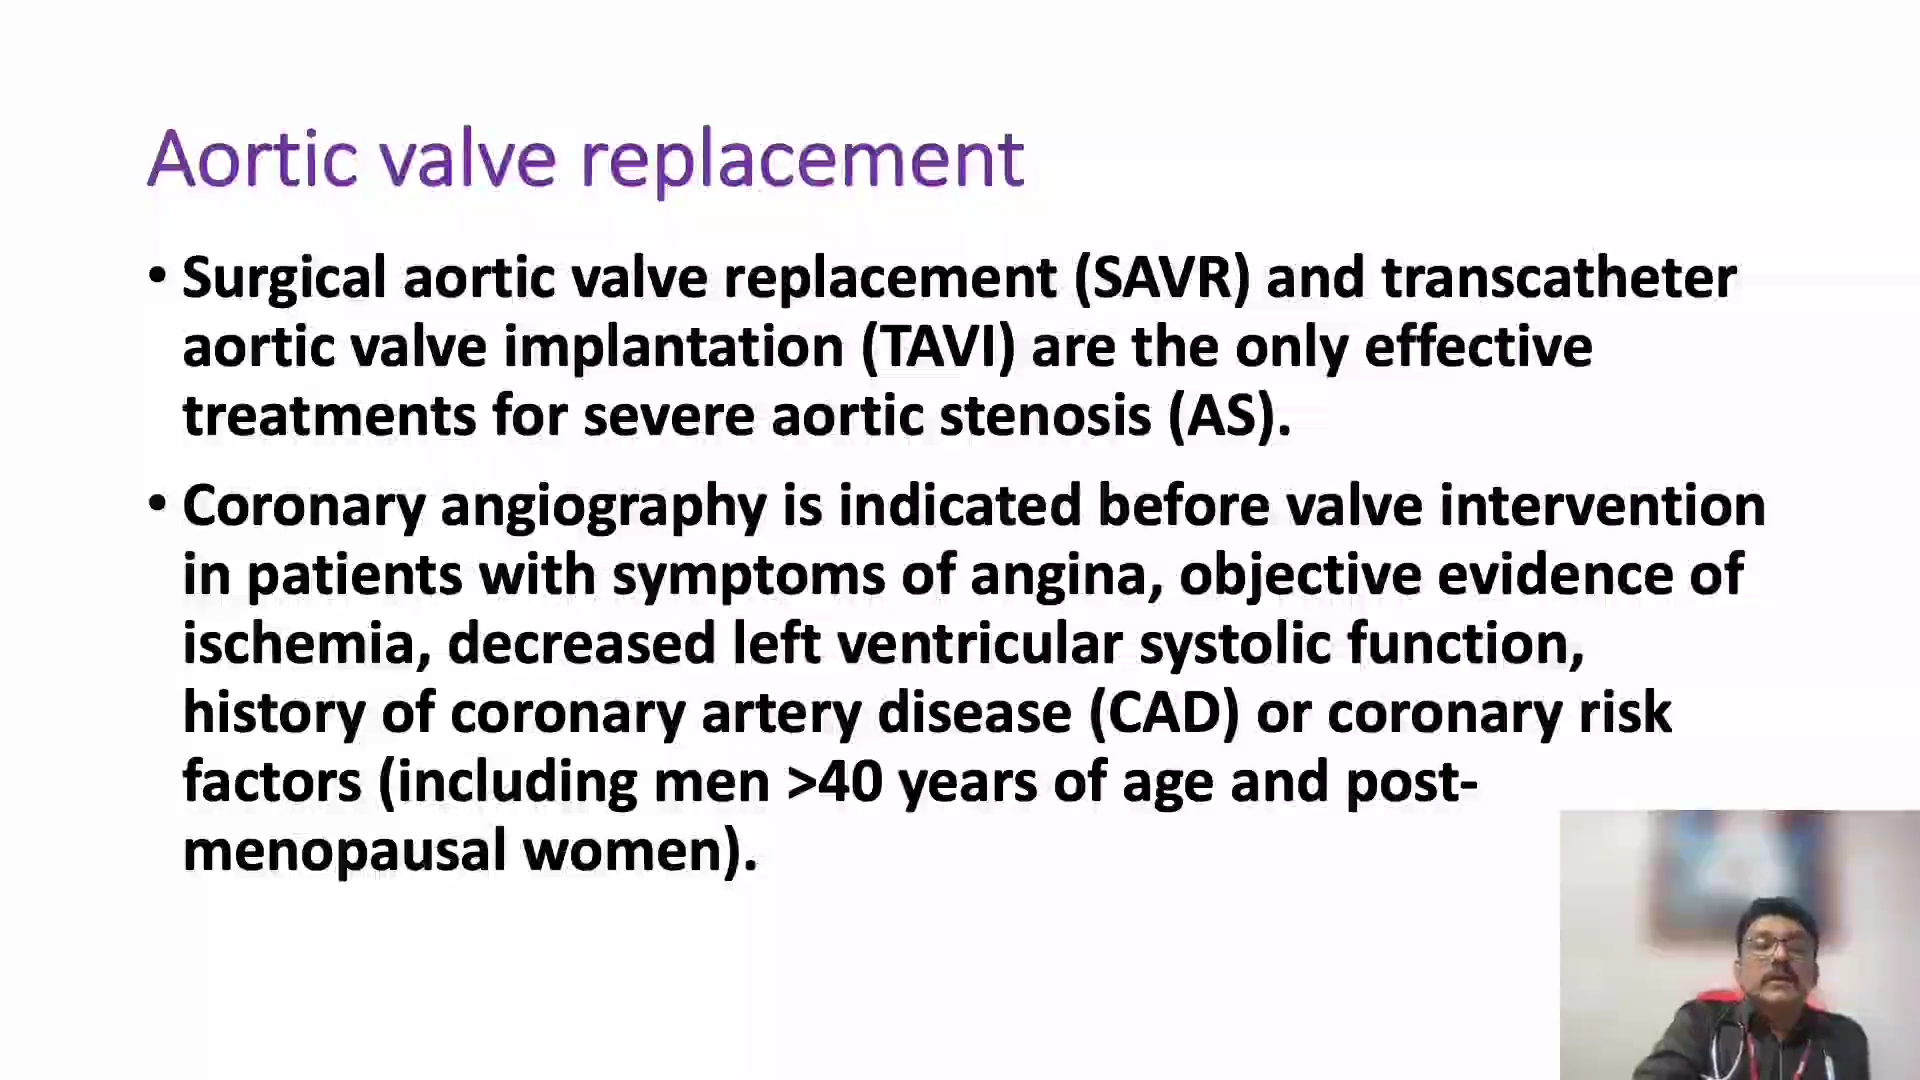 Aortic valve replacement
• Surgical aortic valve replacement (SAVR) and transcatheter
aortic valve implantation (TAVI) are the only effective
treatments for severe aortic stenosis (AS).
• Coronary angiography is indicated before valve intervention
in patients with symptoms of angina, objective evidence of
ischemia, decreased left ventricular systolic function,
history of coronary artery disease (CAD) or coronary risk
factors (including men >40 years of age and post-
menopausal women).